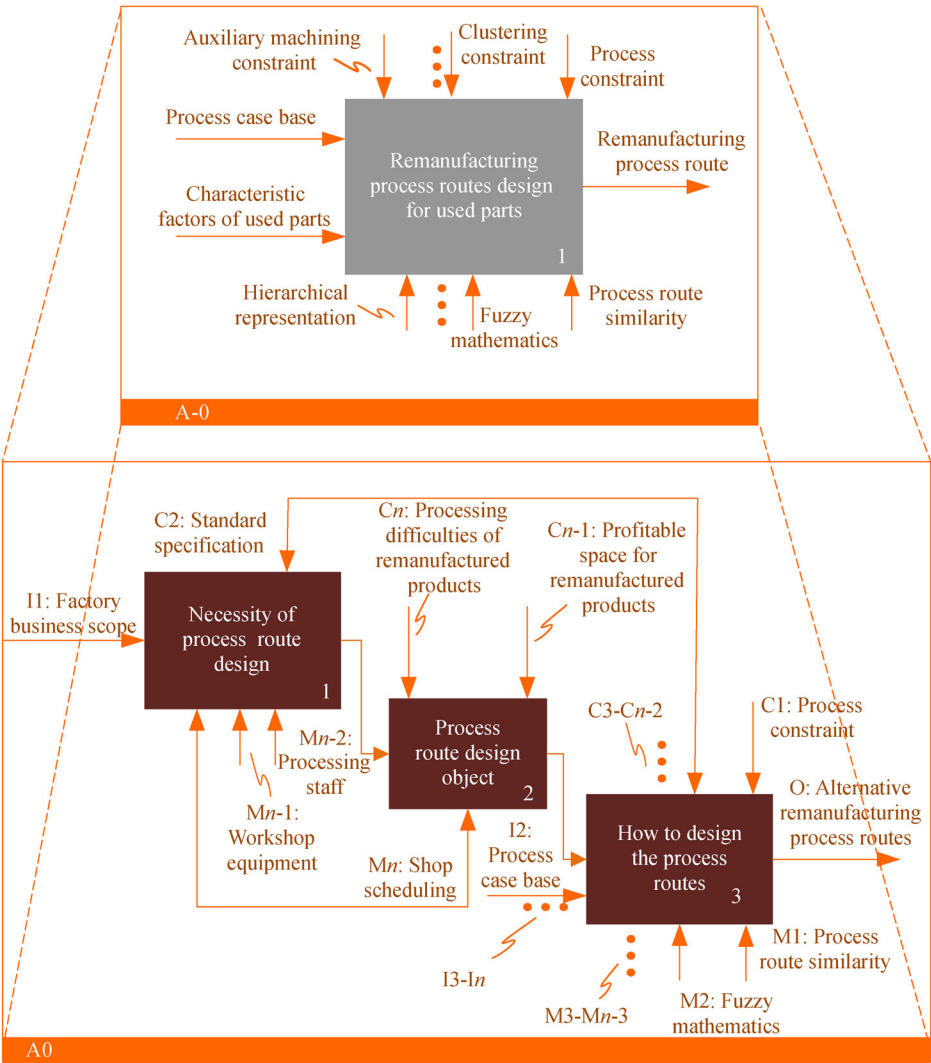 Auxiliary machining
constraint
Clustering
constraint
Process
constraint
Process case base
Characteristic
factors of used parts
Remanufacturing
process routes design
for used parts
1
Remanufacturing
process route
Hierarchical
representation
Fuzzy
mathematics
Process route
similarity
A-0
C2: Standard
specification
Cn: Processing
difficulties of
remanufactured
products
Cn-1: Profitable
space for
remanufactured
products
I1: Factory
business scope
Necessity of
process route
design
1
Mn-2:
Processing
staff
Mn-1:
Workshop
equipment
Process
route design
object
2
Mn: Shop
scheduling
C3-Cn-2
C1: Process
constraint
I2:
Process
case base
How to design
the process
routes
3
O: Alternative
remanufacturing
process routes
I3-In
M3-Mn-3
M2: Fuzzy
mathematics
M1: Process
route similarity
A0